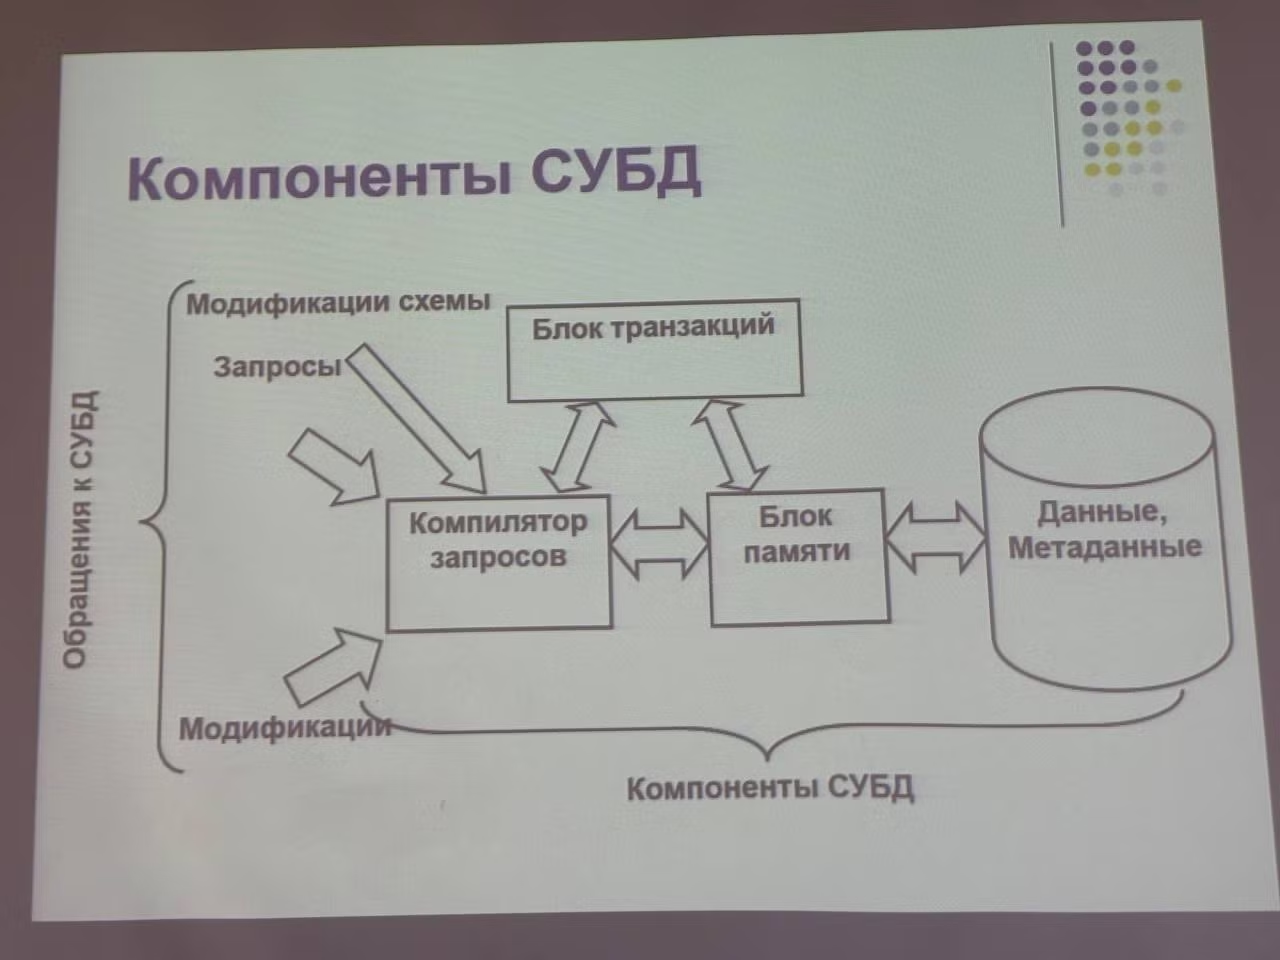 Компоненты СУБД
Модификации схемы
Запросы
Блок транзакций
Обращения к СУБД
Компилятор
запросов
Блок
памяти
Данные,
Метаданные
Модификации
Компоненты СУБД